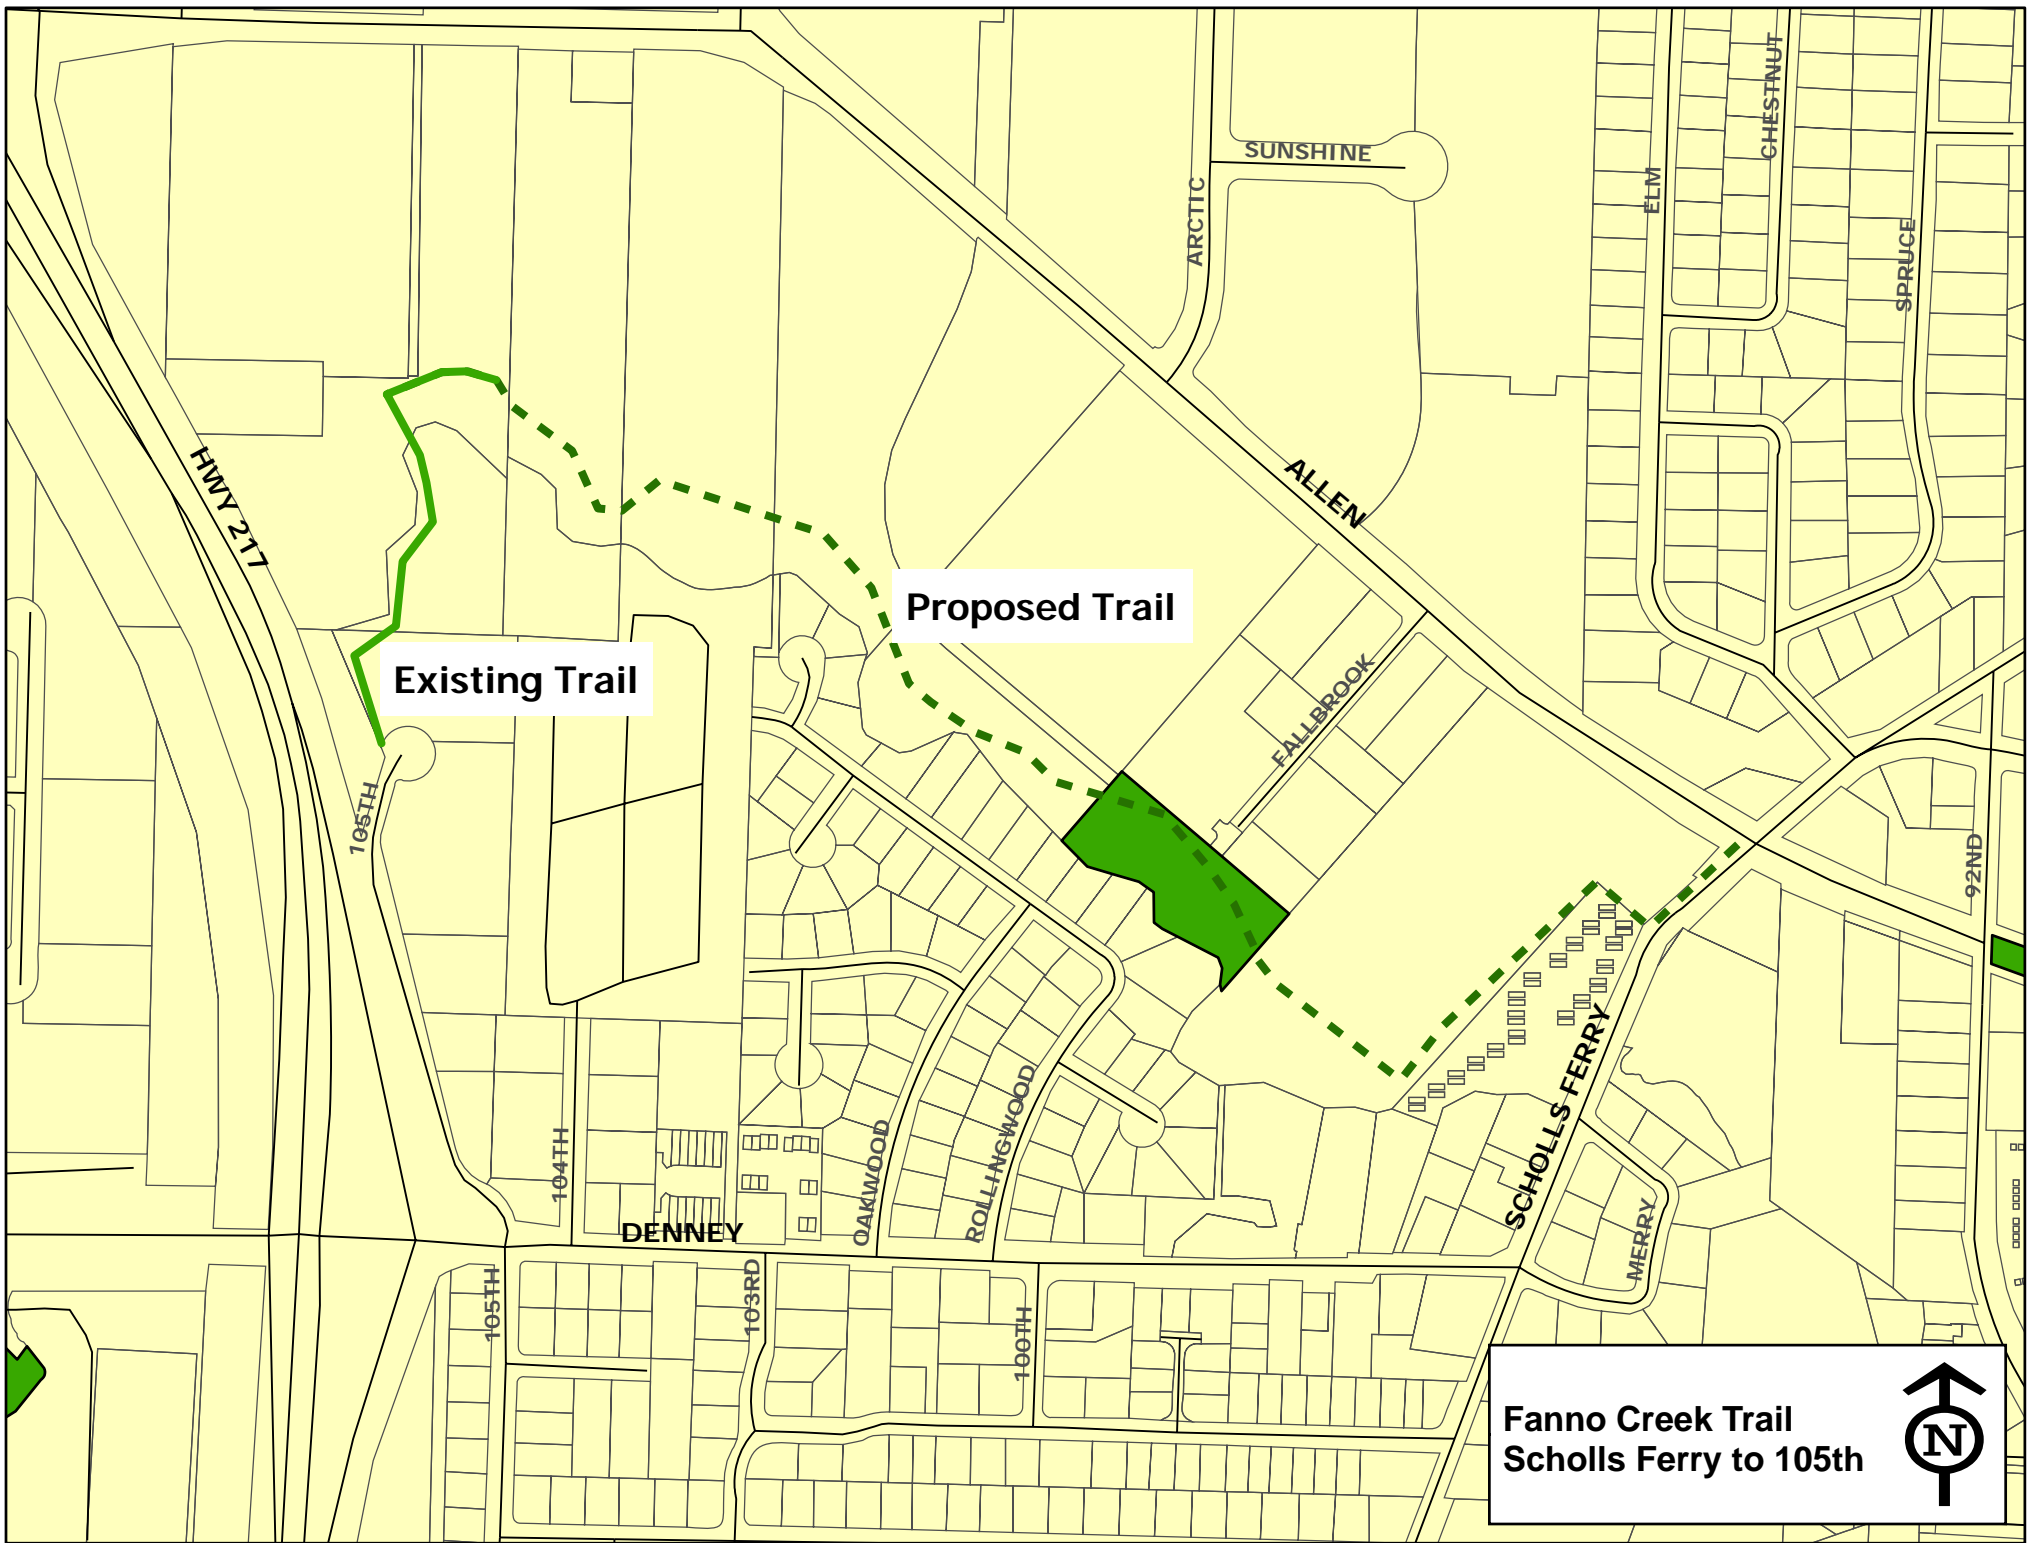 CHESTNUT
SUNSHINE
ARCTIC
ELM
SPRUCE
HWY 217
ALLEN
Proposed Trail
Existing Trail
FALLBROOK
105TH
92ND
SCHOLLS FERRY
104TH
OAKWOOD
ROLLINGWOOD
DENNEY
MERRY
105TH
103RD
100TH
Fanno Creek Trail
Scholls Ferry to 105th
N